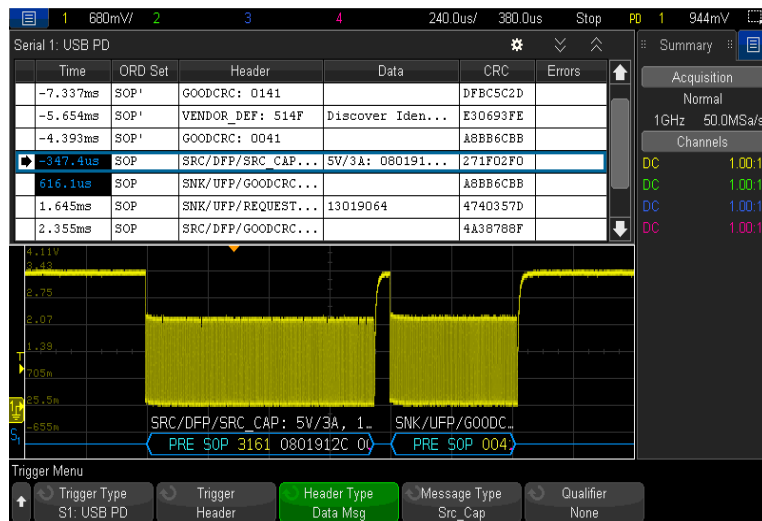 1 680mV/ 2 3 4 240.0us/ 380.0us Stop PD 1 944mV
Serial 1: USB PD
Summary
Time ORD Set Header Data CRC Errors
-7.337ms SOP' GOODCRC: 0141 DFBC5C2D
-5.654ms SOP' VENDOR_DEF: 514F Discover Iden... E30693FE
-4.393ms SOP' GOODCRC: 0041 A8BB6CBB
-347.4us SOP SRC/DFP/SRC_CAP... 5V/3A: 080191... 271F02F0
616.1us SOP SNK/UFP/GOODCRC... A8BB6CBB
1.645ms SOP SNK/UFP/REQUEST... 13019064 4740357D
2.355ms SOP SRC/DFP/GOODCRC... 4A38788F
Acquisition
Normal
1GHz 50.0MSa/s
Channels
DC 1.00:1
DC 1.00:1
DC 1.00:1
DC 1.00:1
4.11V
3.43
2.75
2.07
1.39
705m
25.5m
-655m
T
1
S1
SRC/DFP/SRC_CAP: 5V/3A, 1… SNK/UFP/GOODC…
PRE SOP 3161 0801912C PRE SOP 004
Trigger Menu
Trigger Type
S1: USB PD
Trigger
Header
Header Type
Data Msg
Message Type
Src_Cap
Qualifier
None